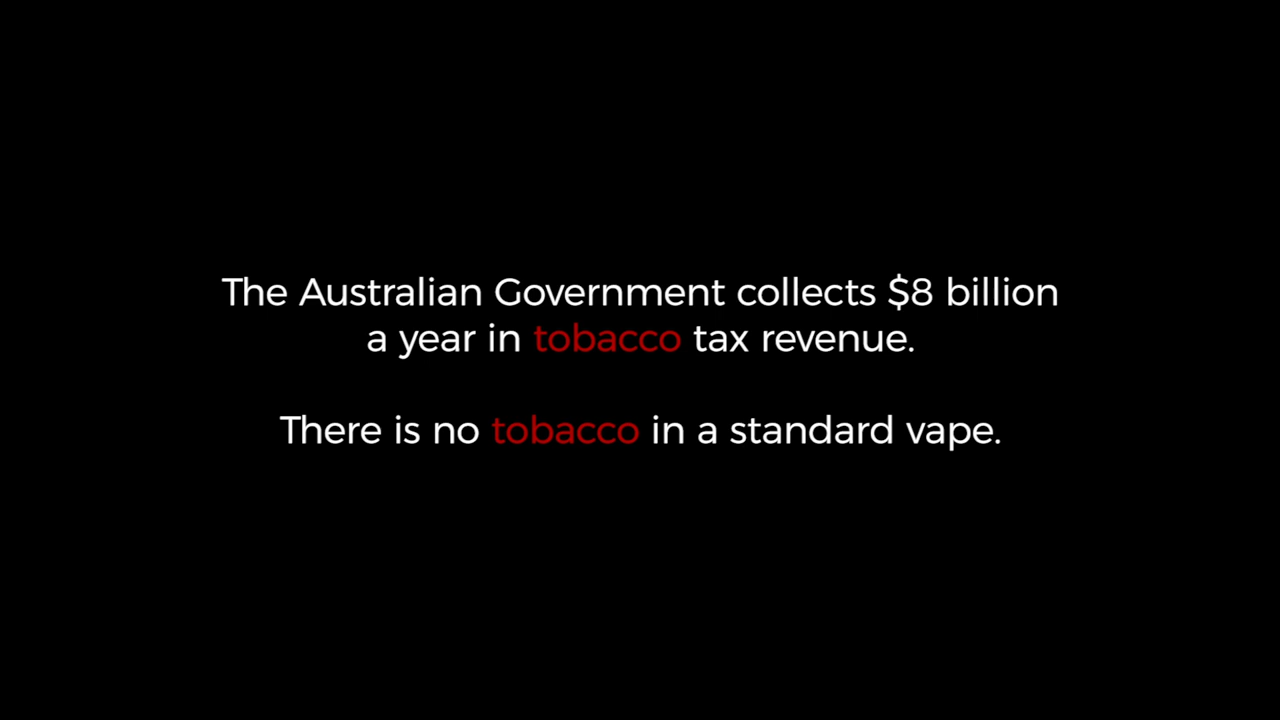 The Australian Government collects $8 billion
a year in tobacco tax revenue.
There is no tobacco in a standard vape.